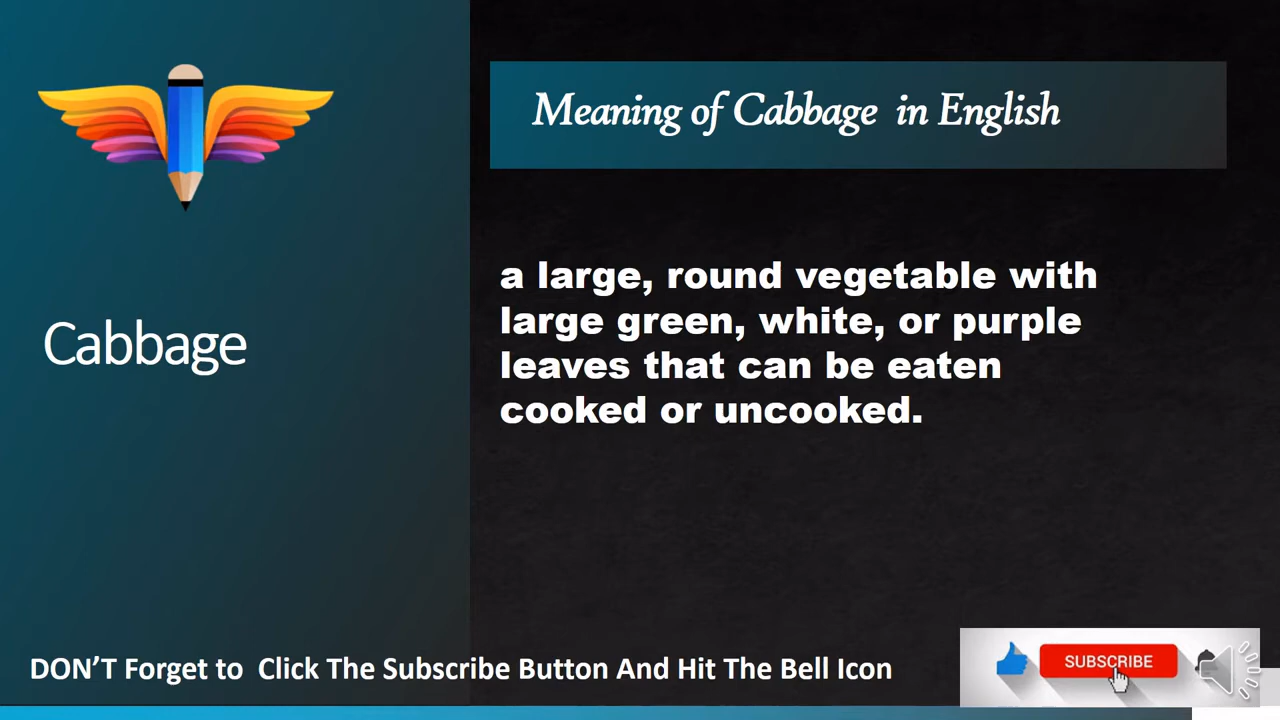 Meaning of Cabbage in English
a large, round vegetable with
large green, white, or purple
leaves that can be eaten
cooked or uncooked.
Cabbage
DON’T Forget to Click The Subscribe Button And Hit The Bell Icon
SUBSCRIBE